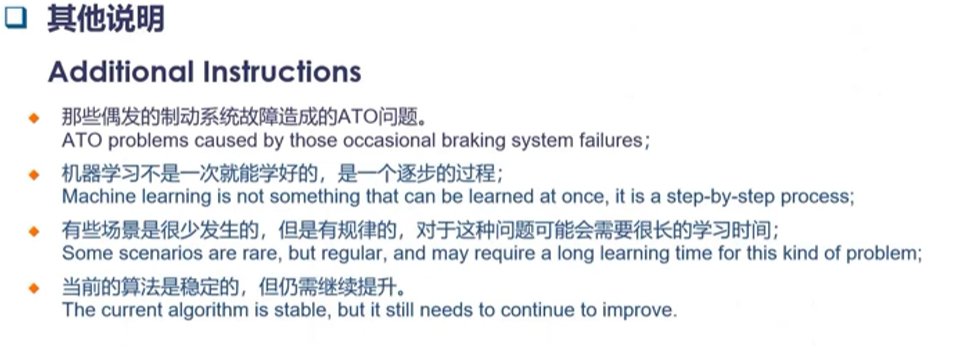 其他说明
Additional Instructions
那些偶发的制动系统故障造成的ATO问题。
ATO problems caused by those occasional braking system failures;
机器学习不是一次就能学好的，是一个逐步的过程；
Machine learning is not something that can be learned at once, it is a step-by-step process;
有些场景是很少发生的，但是有规律的，对于这种问题可能会需要很长的学习时间；
Some scenarios are rare, but regular, and may require a long learning time for this kind of problem;
当前的算法是稳定的，但仍需继续提升。
The current algorithm is stable, but it still needs to continue to improve.